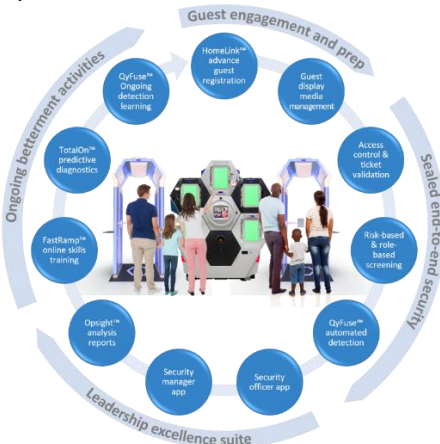 Guest engagement and prep
HomeLink™
advance
guest
registration
Guest
display
media
management
Access
control &
ticket
validation
Sealed end-to-end security
Risk-based
& role-
based
screening
QyFuse™
automated
detection
Security
officer app
Security
manager
app
Leadership excellence suite
Opsight™
analysis
reports
FastRamp™
online skills
training
TotalOn™
predictive
diagnostics
QyFuse™
Ongoing
detection
learning
Ongoing betterment activities